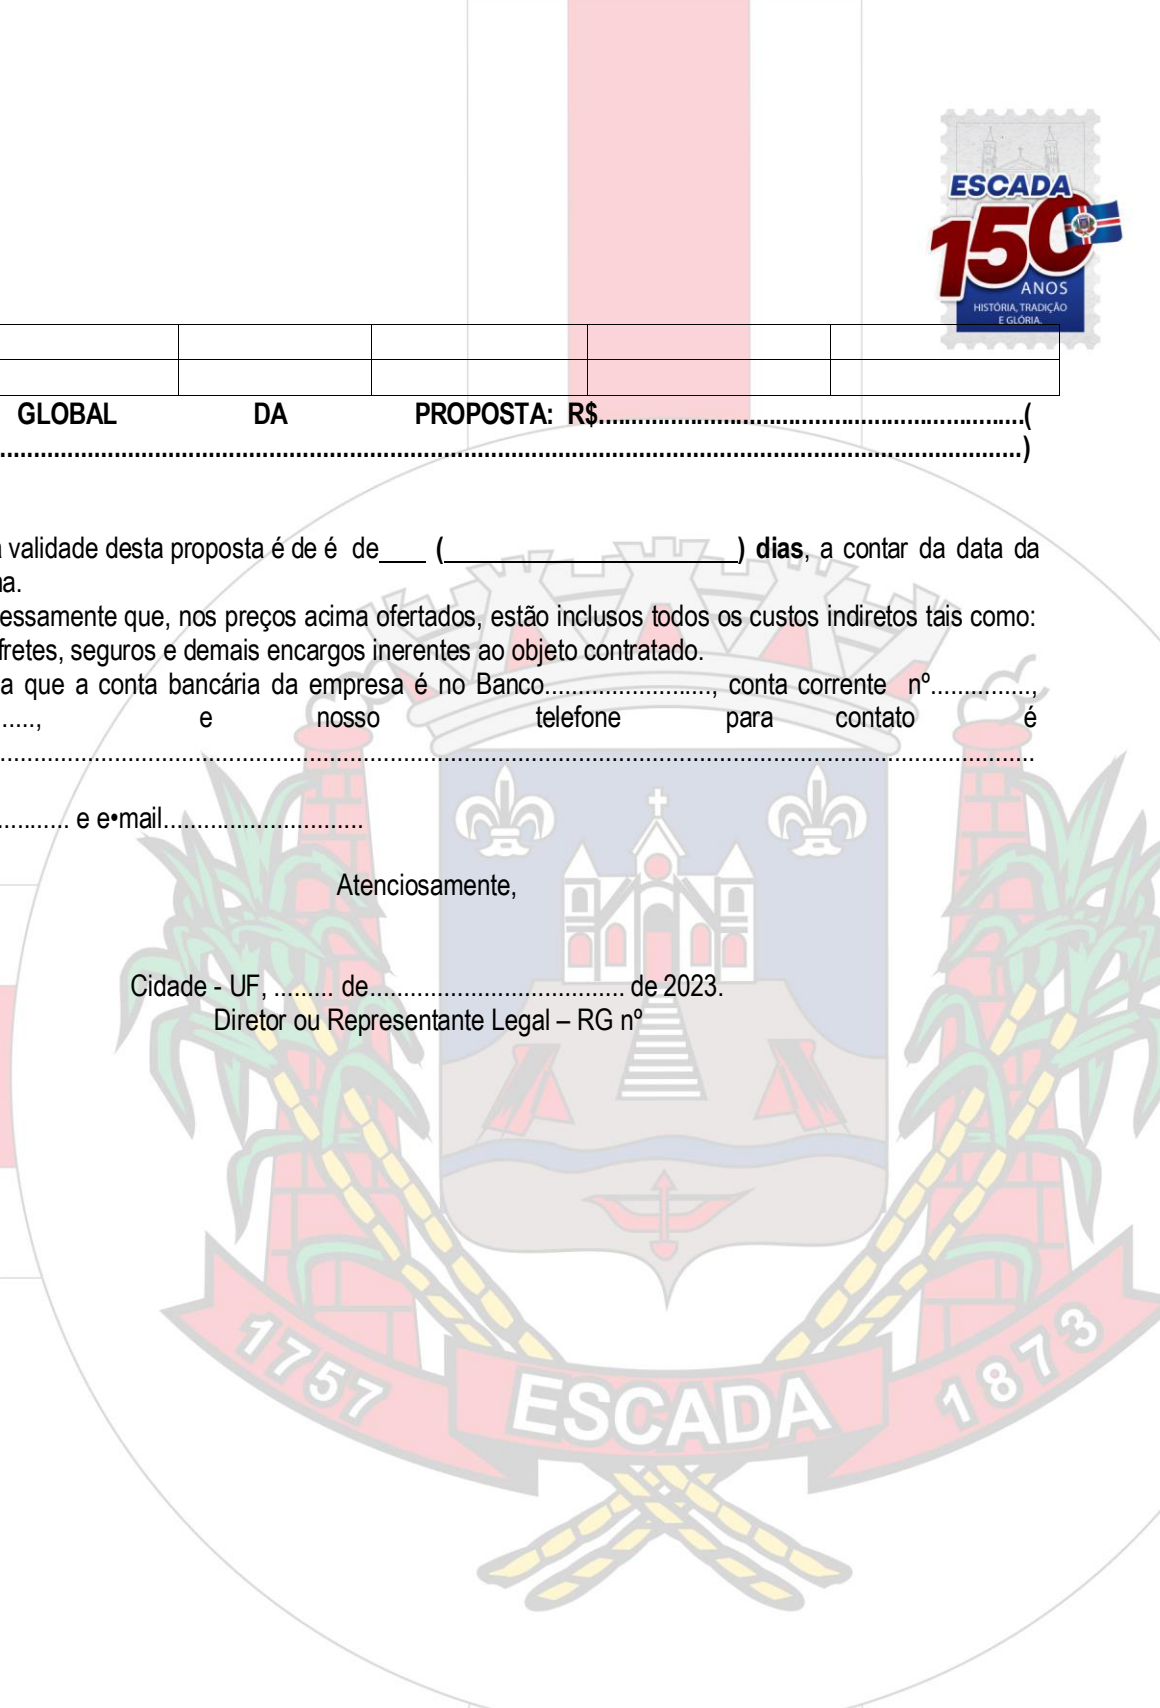 ESCADA
150
ANOS
HISTÓRIA, TRADIÇÃO
E GLÓRIA.
GLOBAL DA PROPOSTA: R$.................................................................(
..........................................................................................................................................................)
validade desta proposta é de é de___ (____________________) dias, a contar da data da
essamente que, nos preços acima ofertados, estão inclusos todos os custos indiretos tais como:
fretes, seguros e demais encargos inerentes ao objeto contratado.
a que a conta bancária da empresa é no Banco........................., conta corrente nº...............,
....., e nosso telefone para contato é
..........................................................................................................................................................
........... e e•mail..............................
Atenciosamente,
Cidade - UF, ......... de...................................... de 2023.
Diretor ou Representante Legal – RG nº
1757
ESCADA
1873